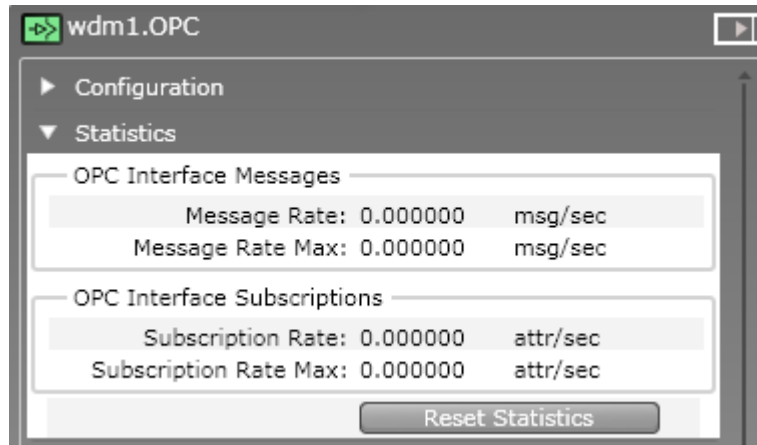 wdm1.OPC
Configuration
Statistics
OPC Interface Messages
Message Rate: 0.000000 msg/sec
Message Rate Max: 0.000000 msg/sec
OPC Interface Subscriptions
Subscription Rate: 0.000000 attr/sec
Subscription Rate Max: 0.000000 attr/sec
Reset Statistics